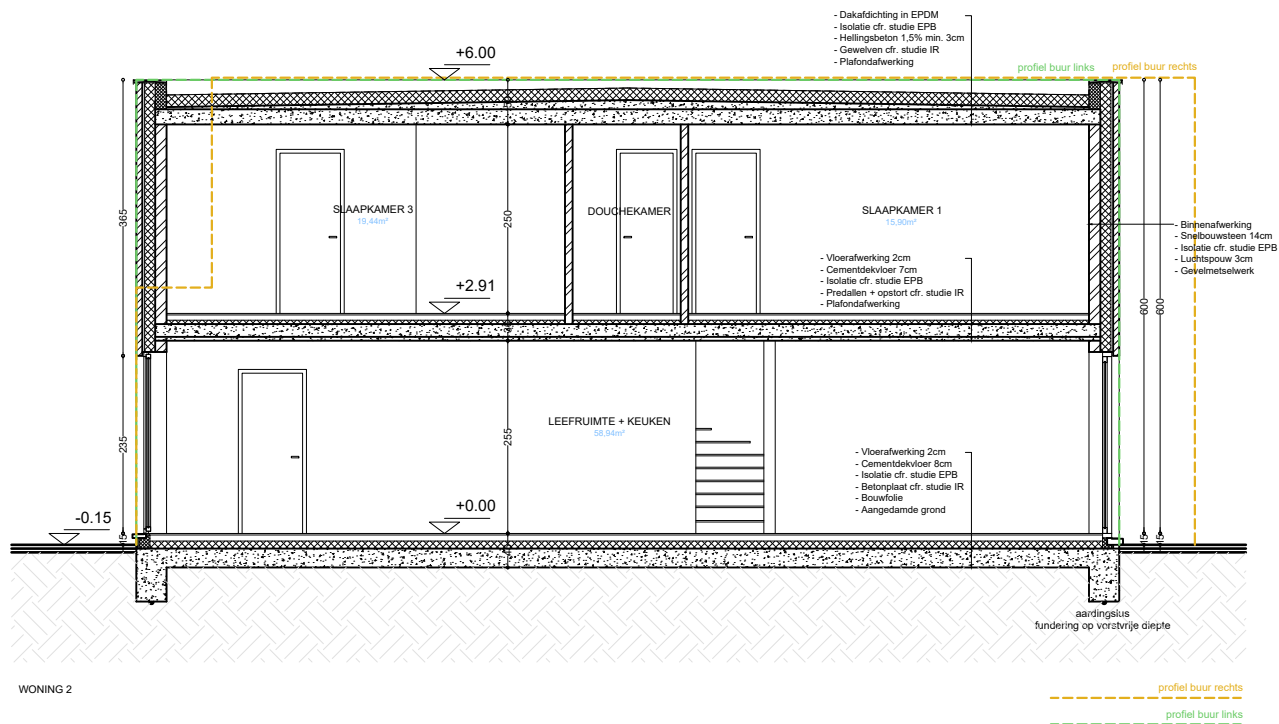 - Dakafdichting in EPDM
- Isolatie cfr. studie EPB
- Hellingsbeton 1,5% min. 3cm
- Gewelven cfr. studie IR
- Plafondafwerking
+6.00
profiel buur links
profiel buur rechts
SLAAPKAMER 3
19,44m²
DOUCHEKAMER
SLAAPKAMER 1
15,90m²
365
250
- Binnenafwerking
- Snelbouwsteen 14cm
- Isolatie cfr. studie EPB
- Luchtspouw 3cm
- Gevelmetselwerk
- Vloerafwerking 2cm
- Cementdekvloer 7cm
- Isolatie cfr. studie EPB
- Predallen + opstort cfr. studie IR
- Plafondafwerking
+2.91
600
600
LEEFRUIMTE + KEUKEN
58,94m²
235
255
- Vloerafwerking 2cm
- Cementdekvloer 8cm
- Isolatie cfr. studie EPB
- Betonplaat cfr. studie IR
- Bouwfolie
- Aangedamde grond
+0.00
-0.15
15
15
15
aardingslus
fundering op vorstvrije diepte
WONING 2
profiel buur rechts
profiel buur links